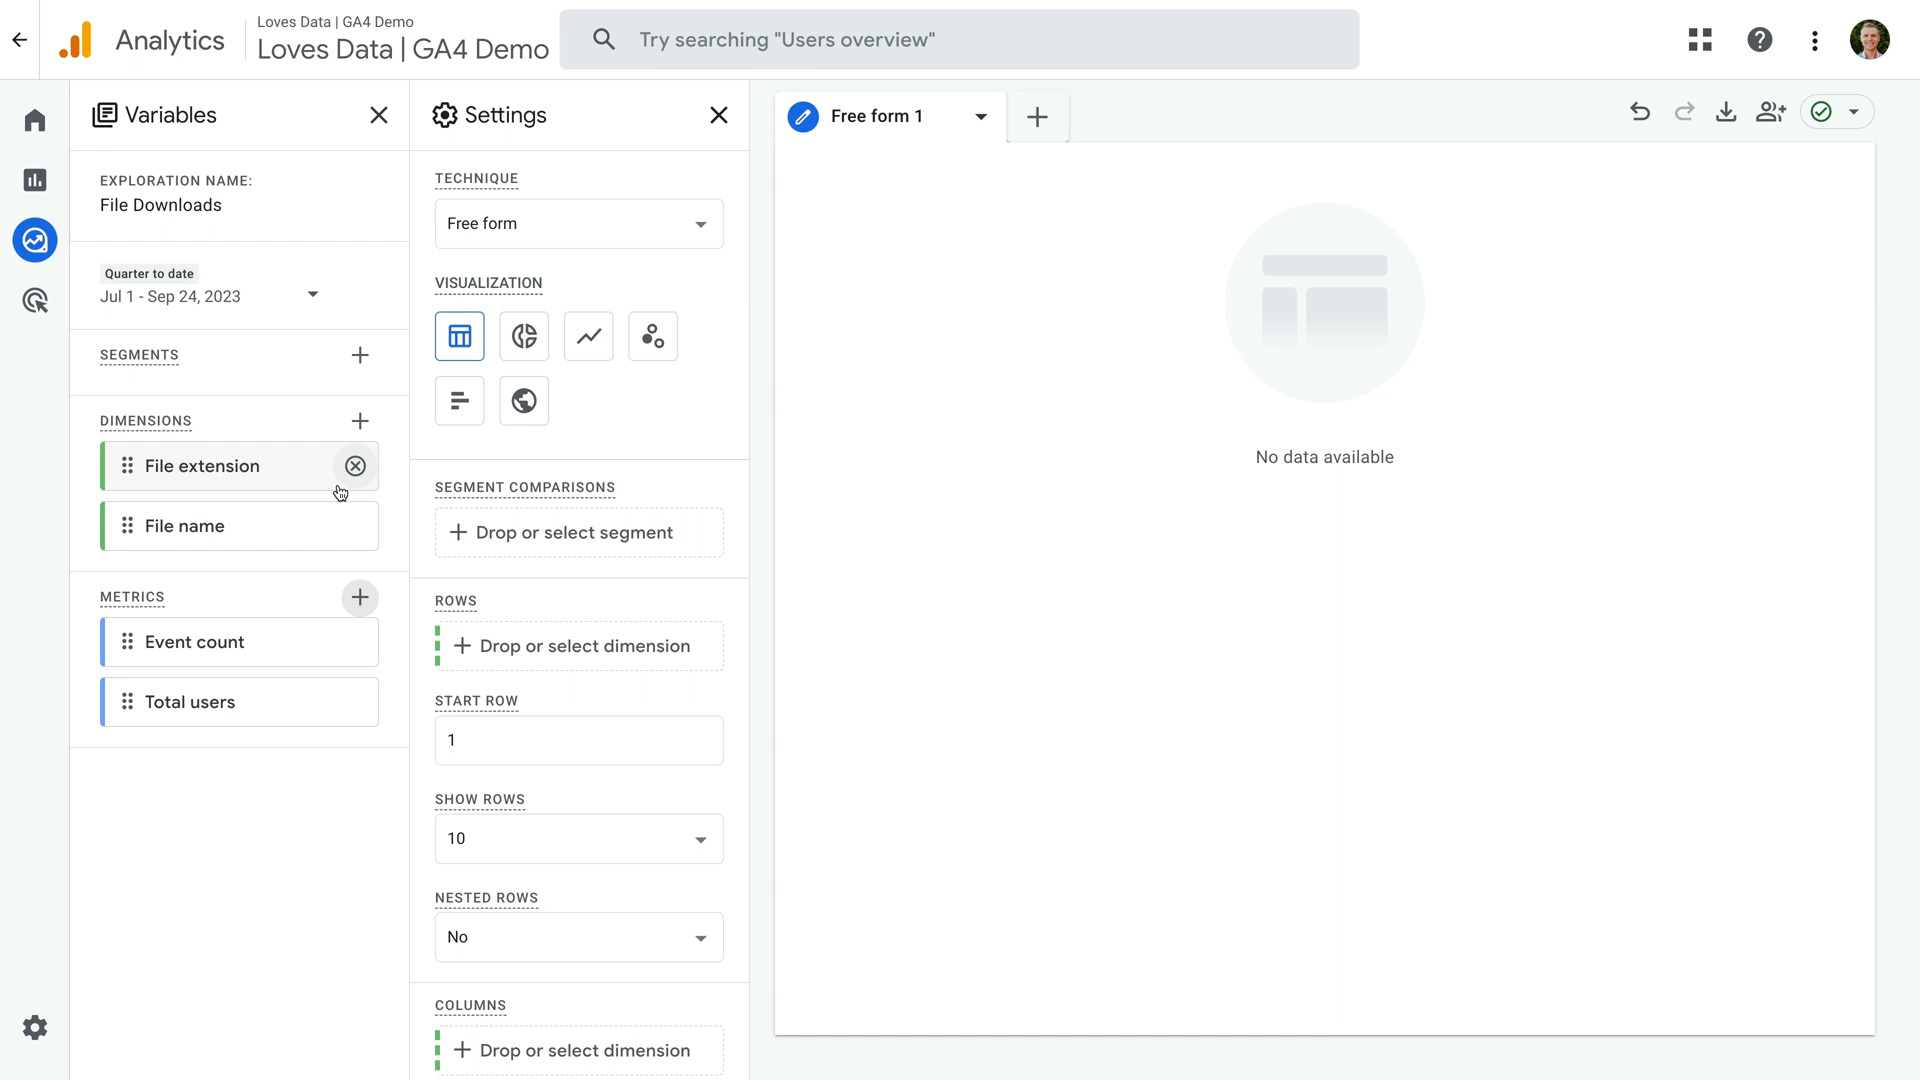 Loves Data | GA4 Demo
Analytics
Loves Data | GA4 Demo
Try searching "Users overview"
Variables
Settings
Free form 1
EXPLORATION NAME:
File Downloads
Quarter to date
Jul 1 - Sep 24, 2023
SEGMENTS
DIMENSIONS
File extension
File name
METRICS
Event count
Total users
TECHNIQUE
Free form
VISUALIZATION
SEGMENT COMPARISONS
Drop or select segment
ROWS
Drop or select dimension
START ROW
1
SHOW ROWS
10
NESTED ROWS
No
COLUMNS
Drop or select dimension
No data available